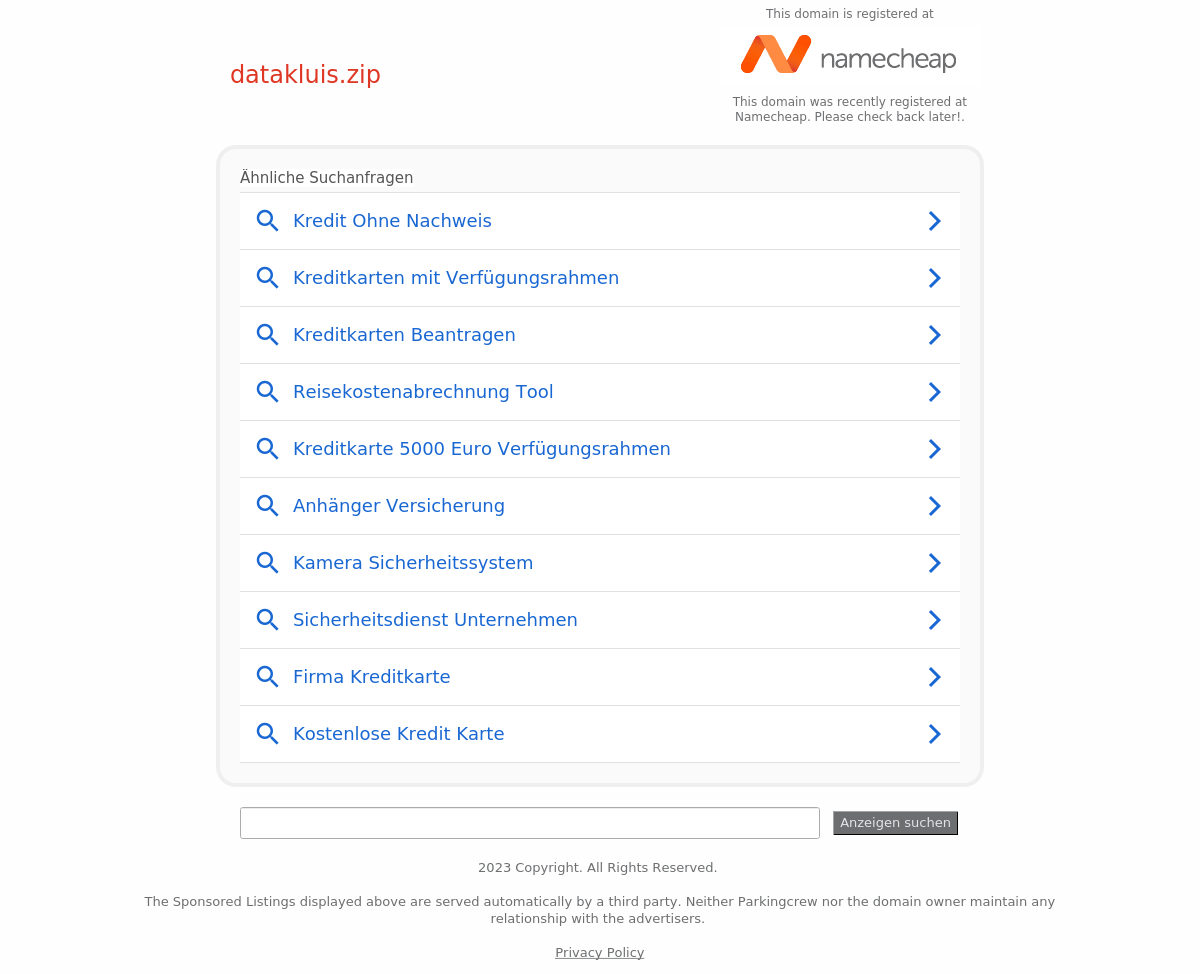 This domain is registered at
namecheap
datakluis.zip
This domain was recently registered at
Namecheap. Please check back later!.
Ähnliche Suchanfragen
Kredit Ohne Nachweis
Kreditkarten mit Verfügungsrahmen
Kreditkarten Beantragen
Reisekostenabrechnung Tool
Kreditkarte 5000 Euro Verfügungsrahmen
Anhänger Versicherung
Kamera Sicherheitssystem
Sicherheitsdienst Unternehmen
Firma Kreditkarte
Kostenlose Kredit Karte
Anzeigen suchen
2023 Copyright. All Rights Reserved.
The Sponsored Listings displayed above are served automatically by a third party. Neither Parkingcrew nor the domain owner maintain any
relationship with the advertisers.
Privacy Policy